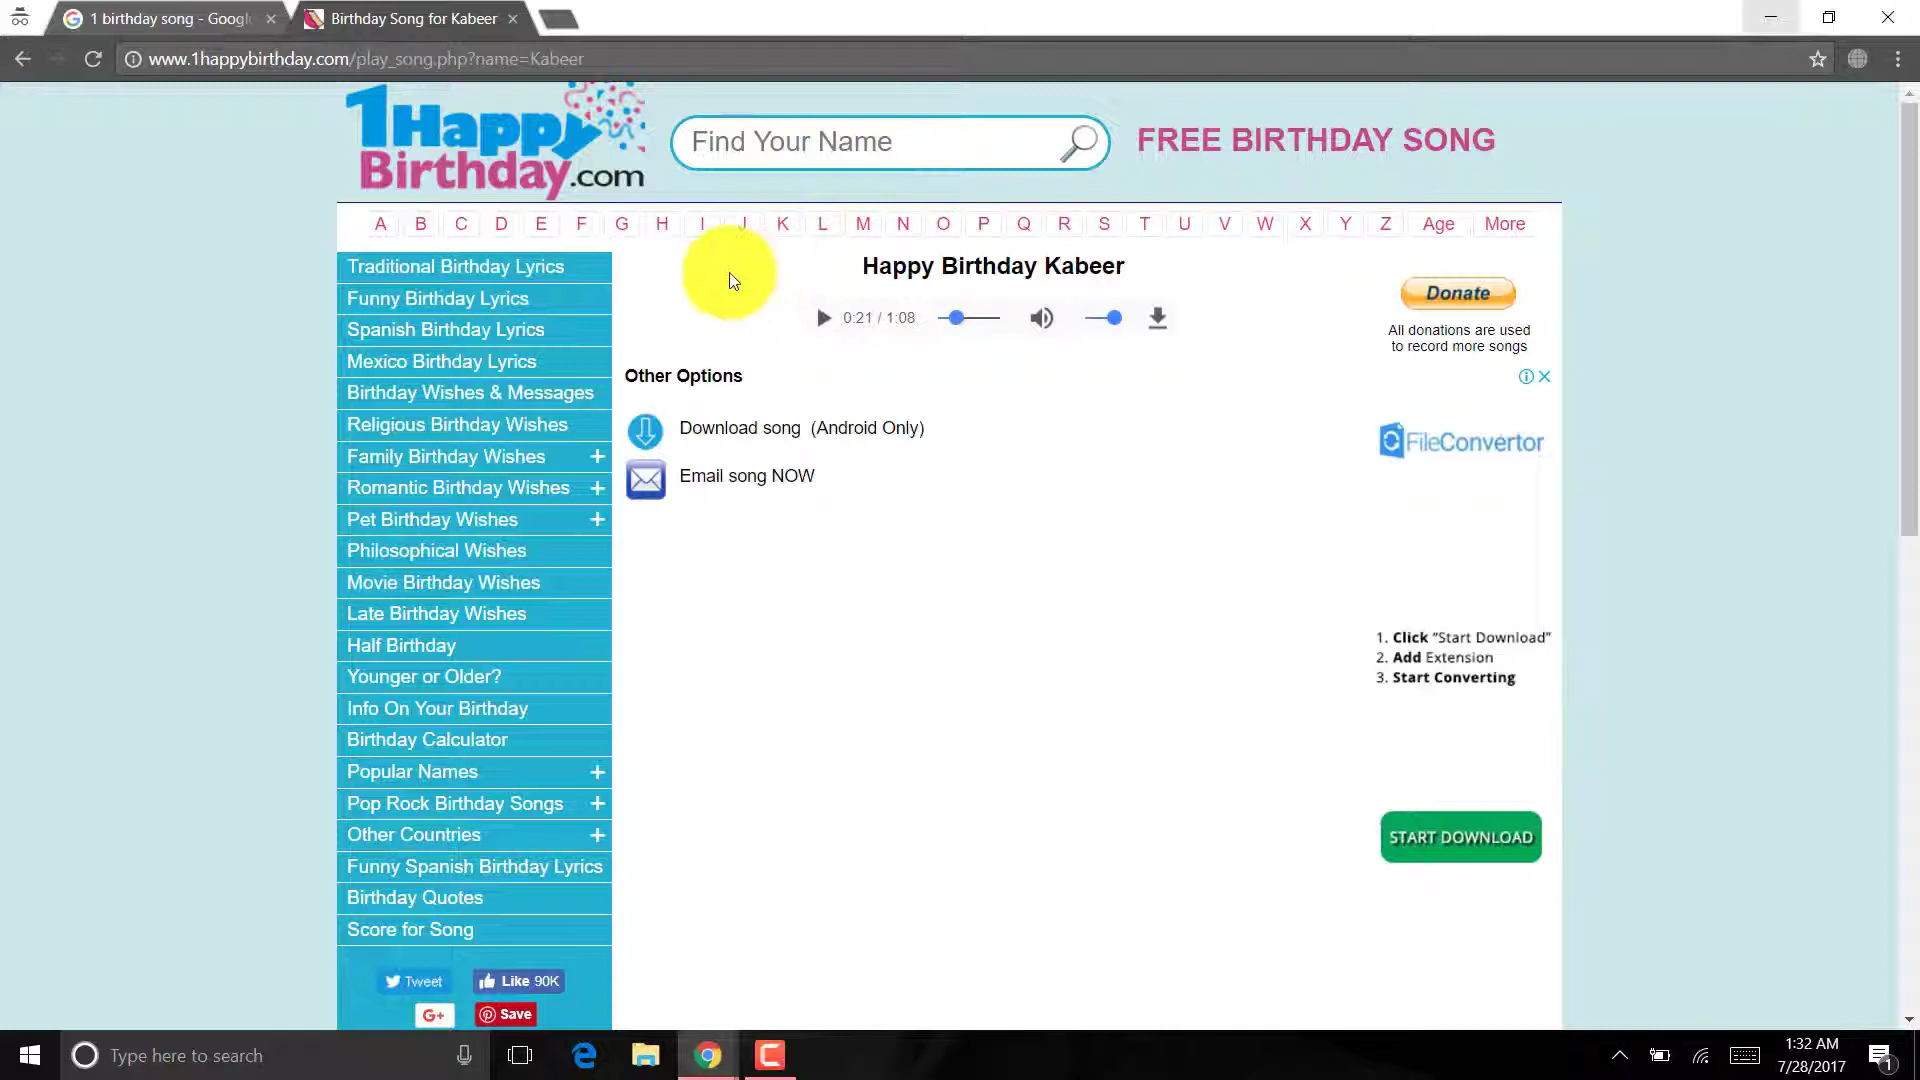 1 birthday song - Googl
Birthday Song for Kabeer
www.1happybirthday.com/play_song.php?name=Kabeer
1Happy
Birthday.com
Find Your Name
FREE BIRTHDAY SONG
A B C D E F G H I J K L M N O P Q R S T U V W X Y Z Age More
Traditional Birthday Lyrics
Funny Birthday Lyrics
Spanish Birthday Lyrics
Mexico Birthday Lyrics
Birthday Wishes & Messages
Religious Birthday Wishes
Family Birthday Wishes +
Romantic Birthday Wishes +
Pet Birthday Wishes +
Philosophical Wishes
Movie Birthday Wishes
Late Birthday Wishes
Half Birthday
Younger or Older?
Info On Your Birthday
Birthday Calculator
Popular Names +
Pop Rock Birthday Songs +
Other Countries +
Funny Spanish Birthday Lyrics
Birthday Quotes
Score for Song
Tweet
Like 90K
G+
Save
Happy Birthday Kabeer
0:21 / 1:08
Other Options
Download song (Android Only)
Email song NOW
Donate
All donations are used
to record more songs
FileConvertor
1. Click "Start Download"
2. Add Extension
3. Start Converting
START DOWNLOAD
Type here to search
1:32 AM
7/28/2017
1